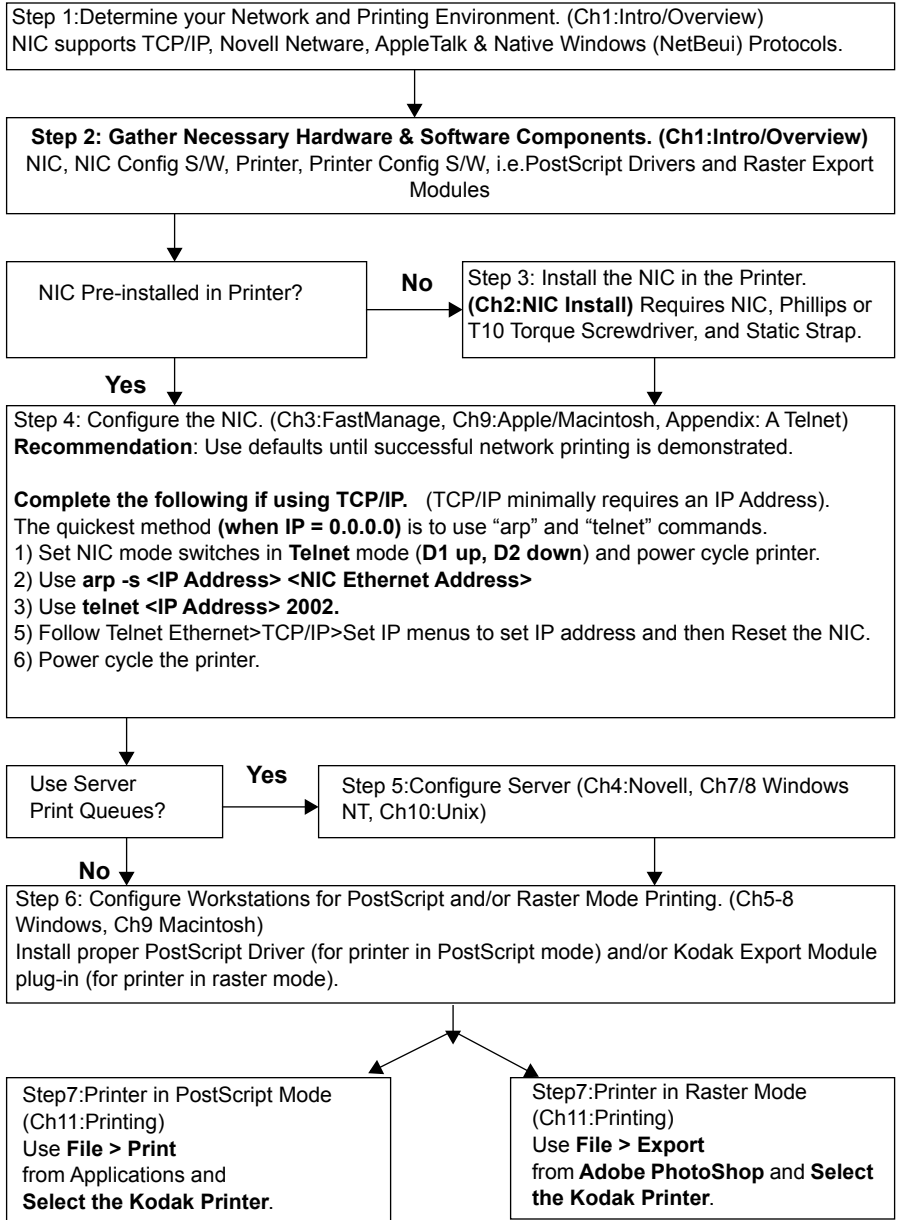 Step 1:Determine your Network and Printing Environment. (Ch1:Intro/Overview)
NIC supports TCP/IP, Novell Netware, AppleTalk & Native Windows (NetBeui) Protocols.
Step 2: Gather Necessary Hardware & Software Components. (Ch1:Intro/Overview)
NIC, NIC Config S/W, Printer, Printer Config S/W, i.e.PostScript Drivers and Raster Export
Modules
NIC Pre-installed in Printer?
No
Step 3: Install the NIC in the Printer.
(Ch2:NIC Install) Requires NIC, Phillips or
T10 Torque Screwdriver, and Static Strap.
Yes
Step 4: Configure the NIC. (Ch3:FastManage, Ch9:Apple/Macintosh, Appendix: A Telnet)
Recommendation: Use defaults until successful network printing is demonstrated.
Complete the following if using TCP/IP. (TCP/IP minimally requires an IP Address).
The quickest method (when IP = 0.0.0.0) is to use “arp” and “telnet” commands.
1) Set NIC mode switches in Telnet mode (D1 up, D2 down) and power cycle printer.
2) Use arp -s <IP Address> <NIC Ethernet Address>
3) Use telnet <IP Address> 2002.
5) Follow Telnet Ethernet>TCP/IP>Set IP menus to set IP address and then Reset the NIC.
6) Power cycle the printer.
Use Server
Print Queues?
Yes
Step 5:Configure Server (Ch4:Novell, Ch7/8 Windows
NT, Ch10:Unix)
No
Step 6: Configure Workstations for PostScript and/or Raster Mode Printing. (Ch5-8
Windows, Ch9 Macintosh)
Install proper PostScript Driver (for printer in PostScript mode) and/or Kodak Export Module
plug-in (for printer in raster mode).
Step7:Printer in PostScript Mode
(Ch11:Printing)
Use File > Print
from Applications and
Select the Kodak Printer.
Step7:Printer in Raster Mode
(Ch11:Printing)
Use File > Export
from Adobe PhotoShop and Select
the Kodak Printer.